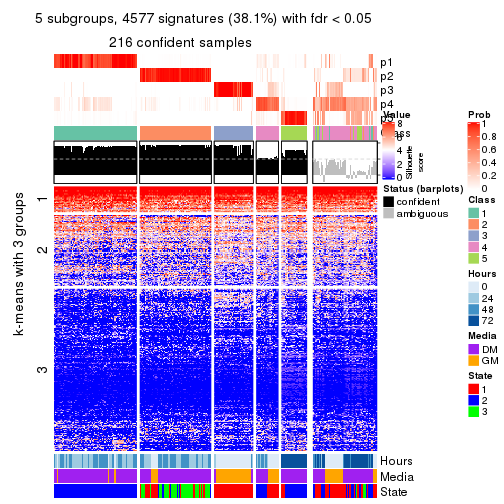 5 subgroups, 4577 signatures (38.1%) with fdr < 0.05
216 confident samples
p1
p2
p3
p4
Silhouette
score
1
2
3
k-means with 3 groups
Hours
Media
State
Value
8
6
4
2
0
Status (barplots)
confident
ambiguous
Prob
1
0.8
0.6
0.4
0.2
0
Class
1
2
3
4
5
Hours
0
24
48
72
Media
DM
GM
State
1
2
3